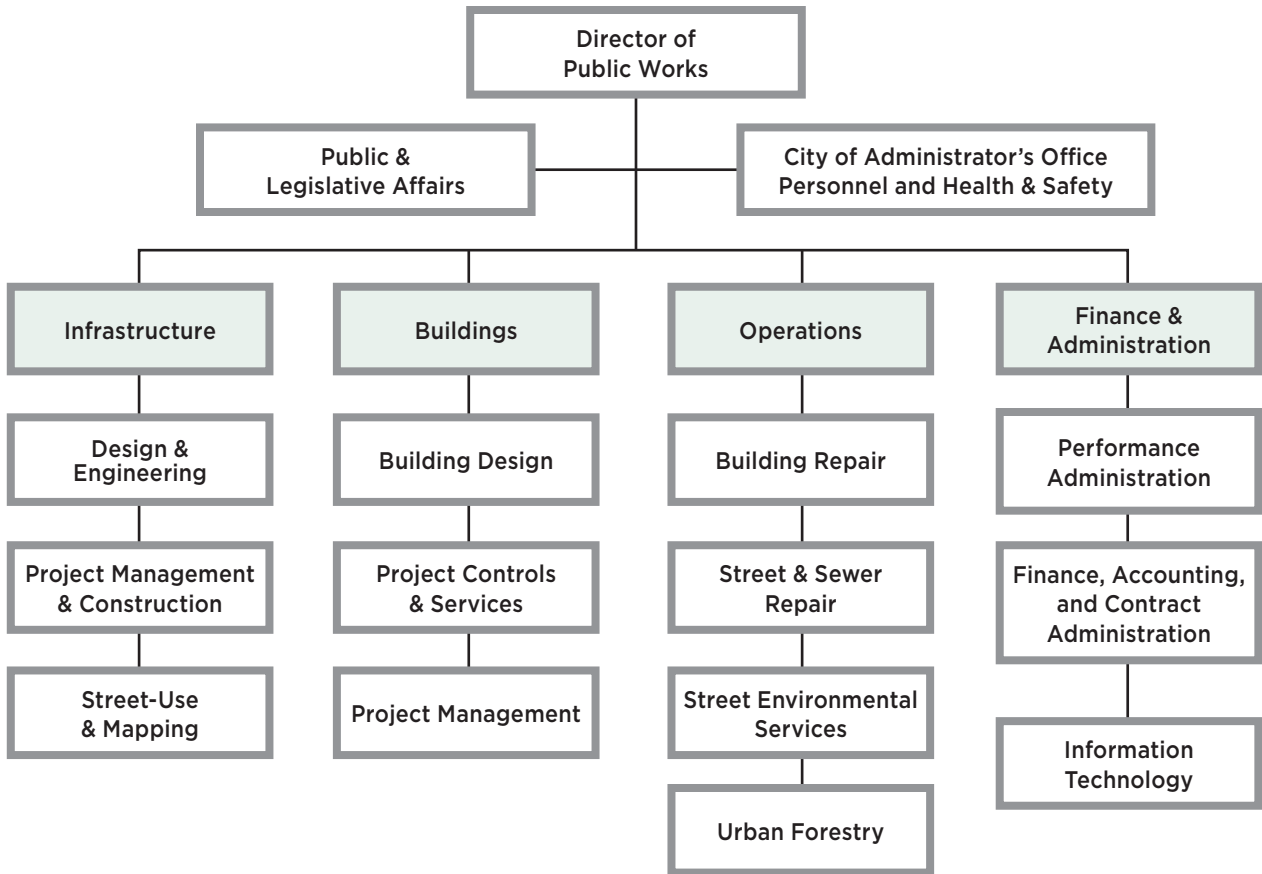 Director of
Public Works
Public &
Legislative Affairs
City of Administrator’s Office
Personnel and Health & Safety
Infrastructure
Buildings
Operations
Finance &
Administration
Design &
Engineering
Building Design
Building Repair
Performance
Administration
Project Management
& Construction
Project Controls
& Services
Street & Sewer
Repair
Finance, Accounting,
and Contract
Administration
Street-Use
& Mapping
Project Management
Street Environmental
Services
Information
Technology
Urban Forestry